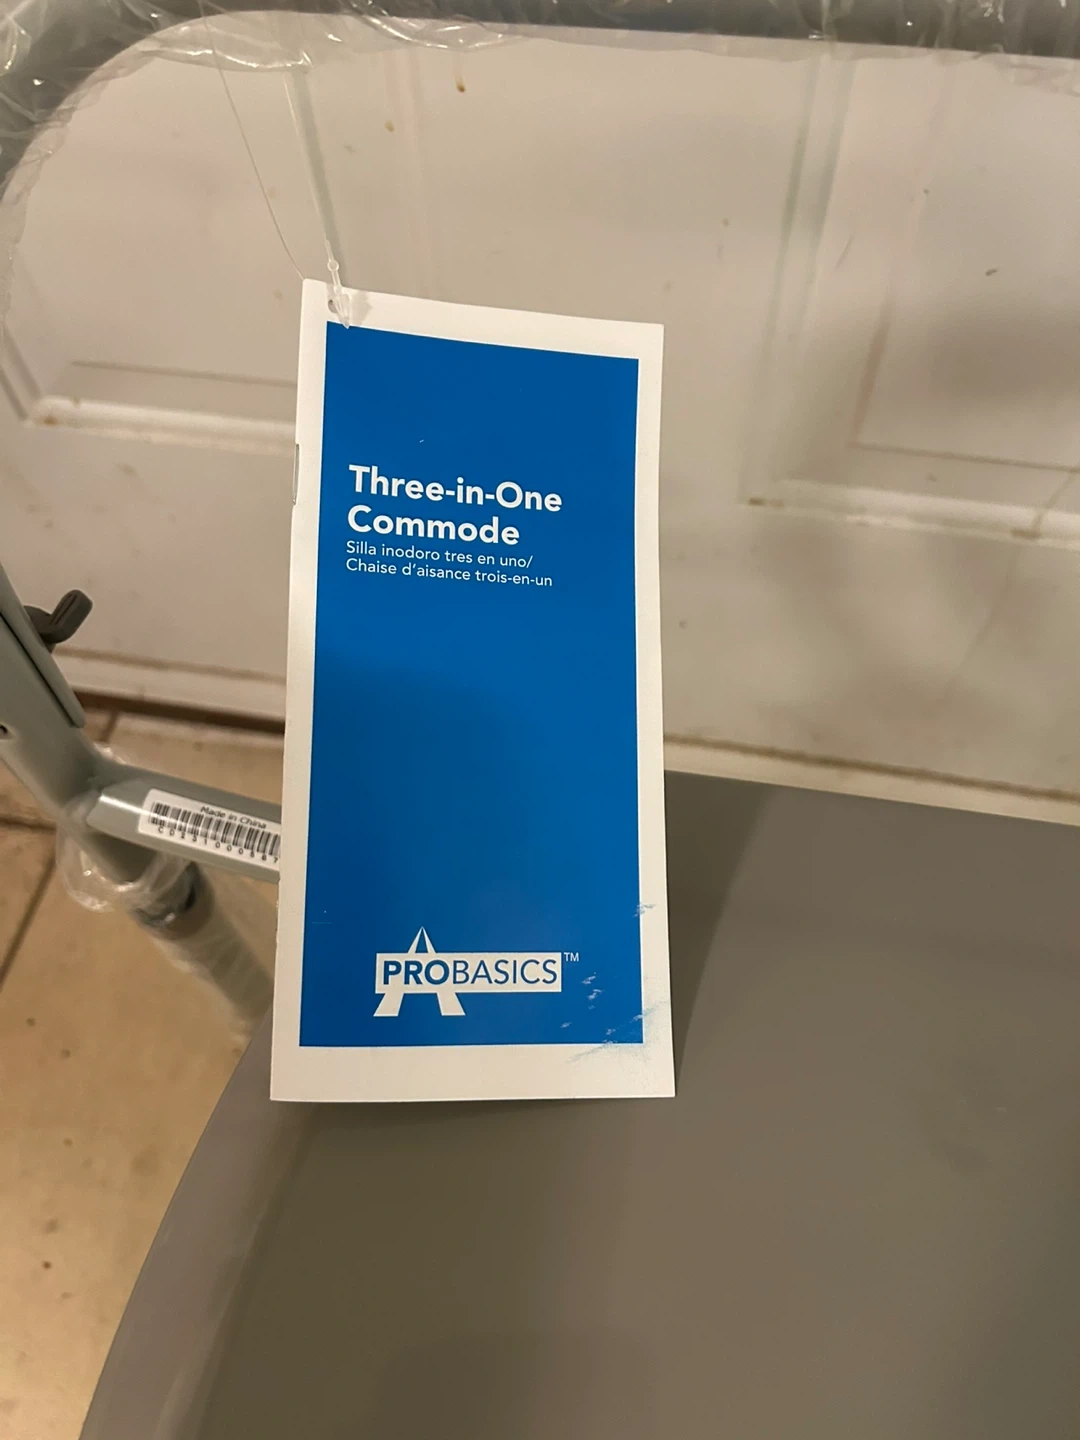 Three-in-One
Commode
Silla inodoro tres en uno/
Chaise d'aisance trois-en-un
PROBASICS™
Made in China